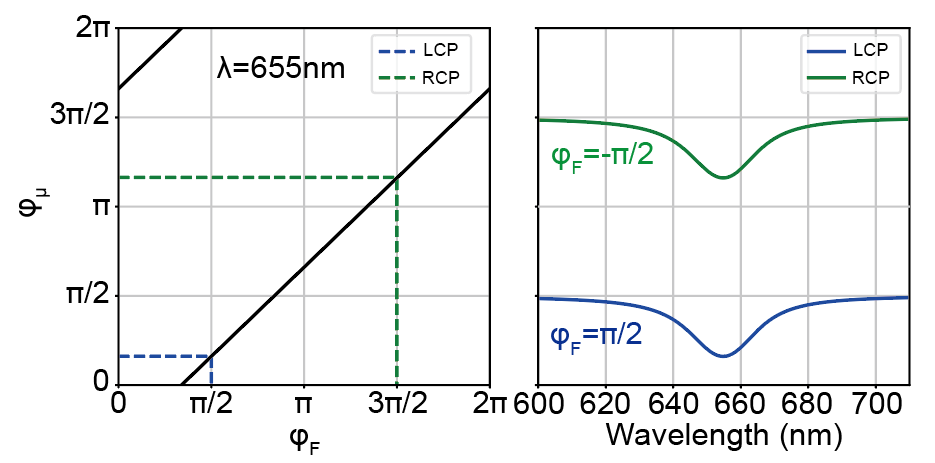 2π
3π/2
π
π/2
0
φμ
λ=655nm
LCP
RCP
0
π/2
π
3π/2
2π
φF
LCP
RCP
φF=-π/2
φF=π/2
600
620
640
660
680
700
Wavelength (nm)